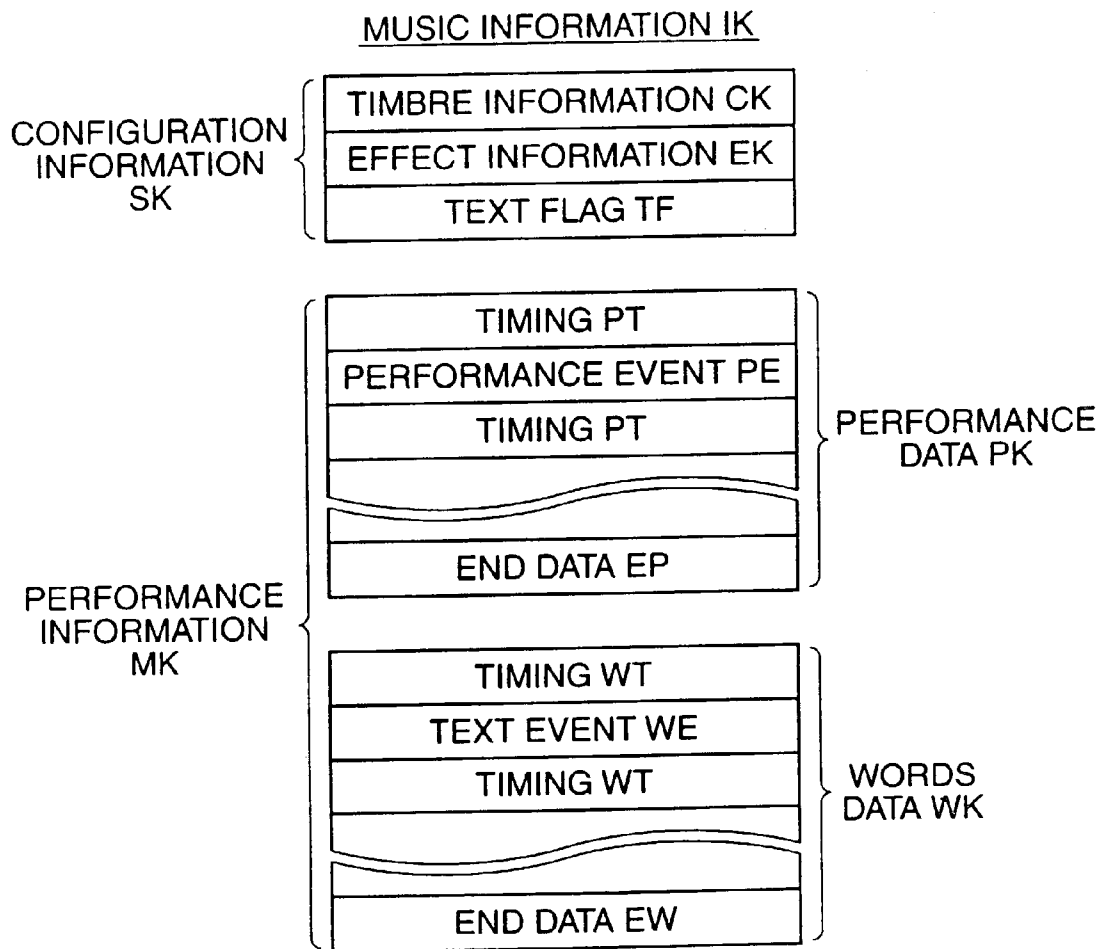 MUSIC INFORMATION IK
CONFIGURATION
INFORMATION
SK
TIMBRE INFORMATION CK
EFFECT INFORMATION EK
TEXT FLAG TF
PERFORMANCE
INFORMATION
MK
TIMING PT
PERFORMANCE EVENT PE
TIMING PT
END DATA EP
PERFORMANCE
DATA PK
TIMING WT
TEXT EVENT WE
TIMING WT
END DATA EW
WORDS
DATA WK